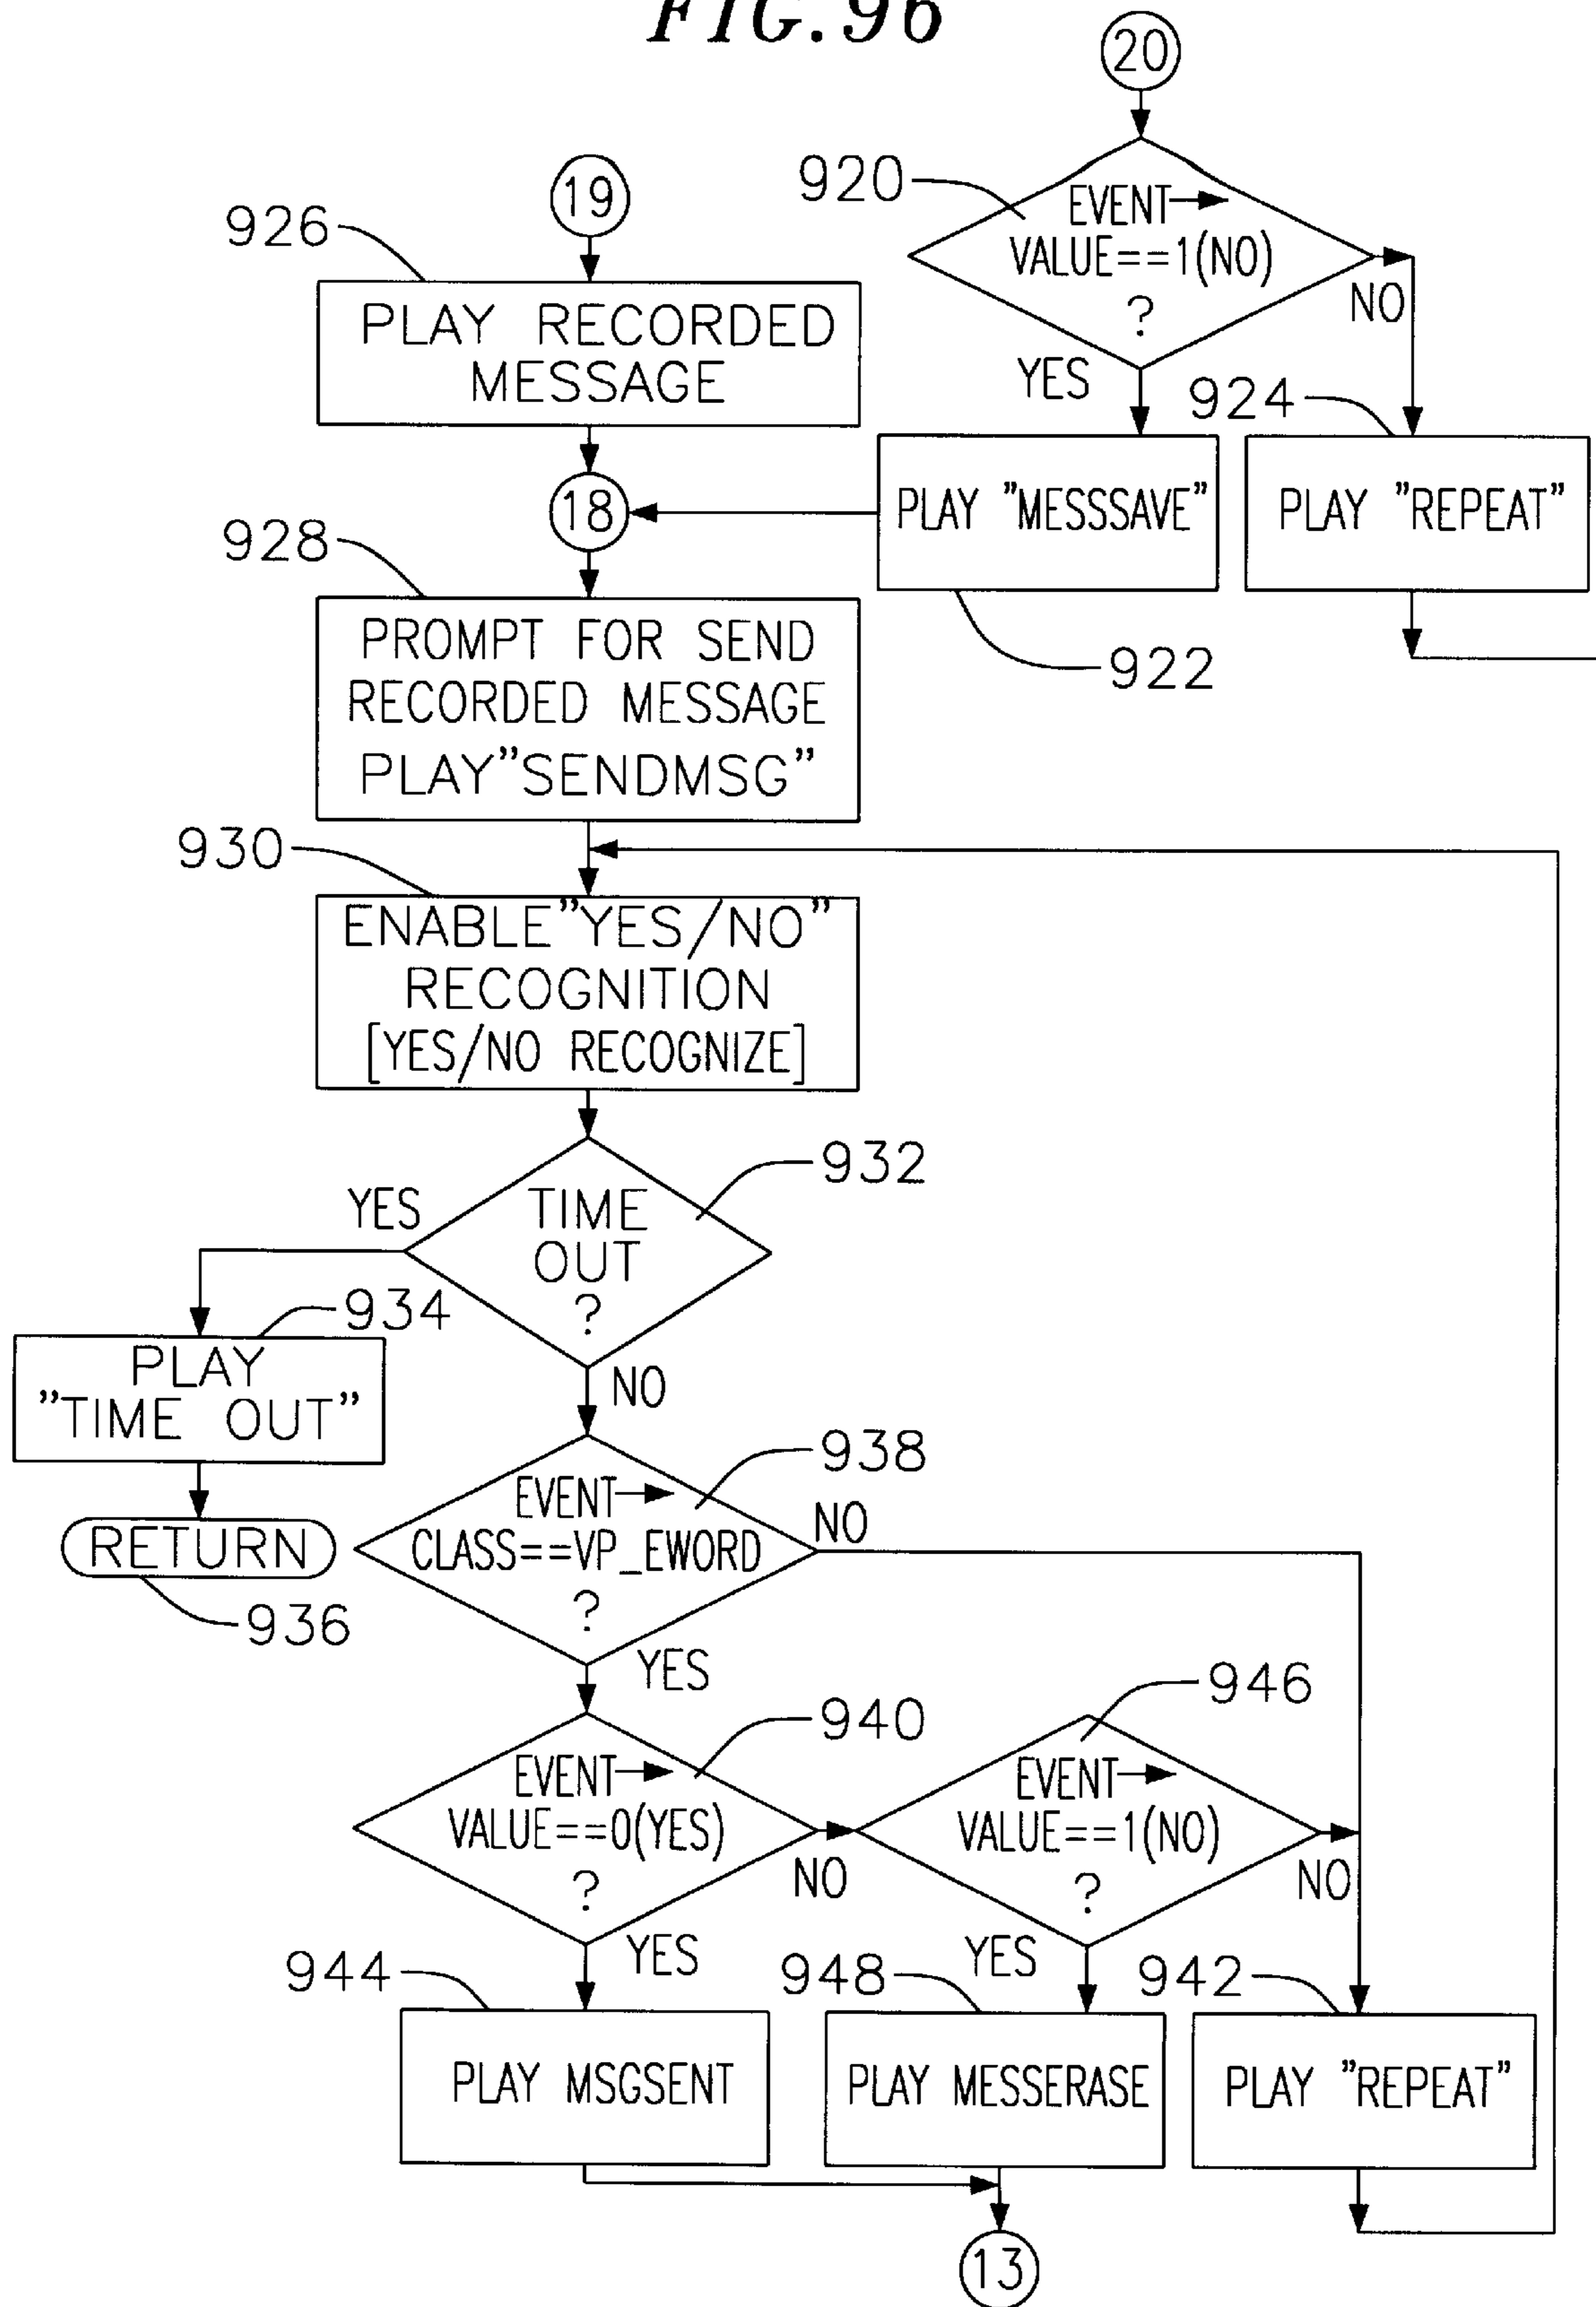 FIG. 96
20
920
EVENT→
VALUE==1(NO)
?
NO
YES
19
926
PLAY RECORDED
MESSAGE
924
18
PLAY "MESSSAVE"
PLAY "REPEAT"
922
928
PROMPT FOR SEND
RECORDED MESSAGE
PLAY"SENDMSG"
930
ENABLE"YES/NO"
RECOGNITION
[YES/NO RECOGNIZE]
932
YES
TIME
OUT
?
NO
934
PLAY
"TIME OUT"
RETURN
936
938
EVENT→
CLASS==VP_EWORD
?
NO
YES
940
EVENT→
VALUE==0(YES)
?
NO
YES
946
EVENT→
VALUE==1(NO)
?
NO
YES
944
PLAY MSGSENT
948
PLAY MESSERASE
942
PLAY "REPEAT"
13